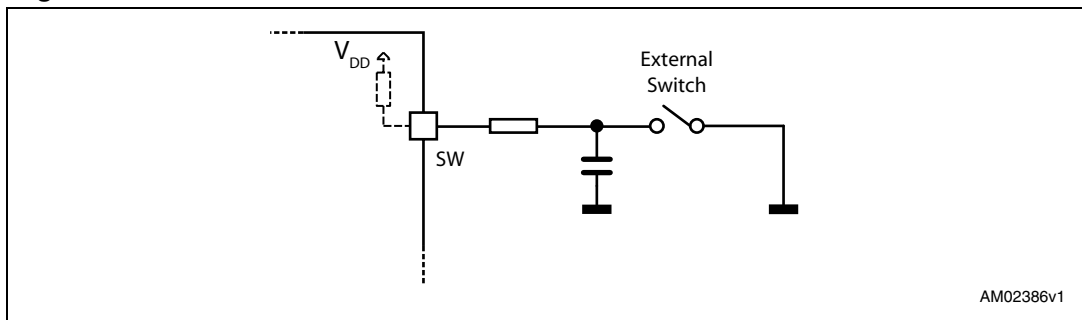 V_DD
External
Switch
SW
AM02386v1